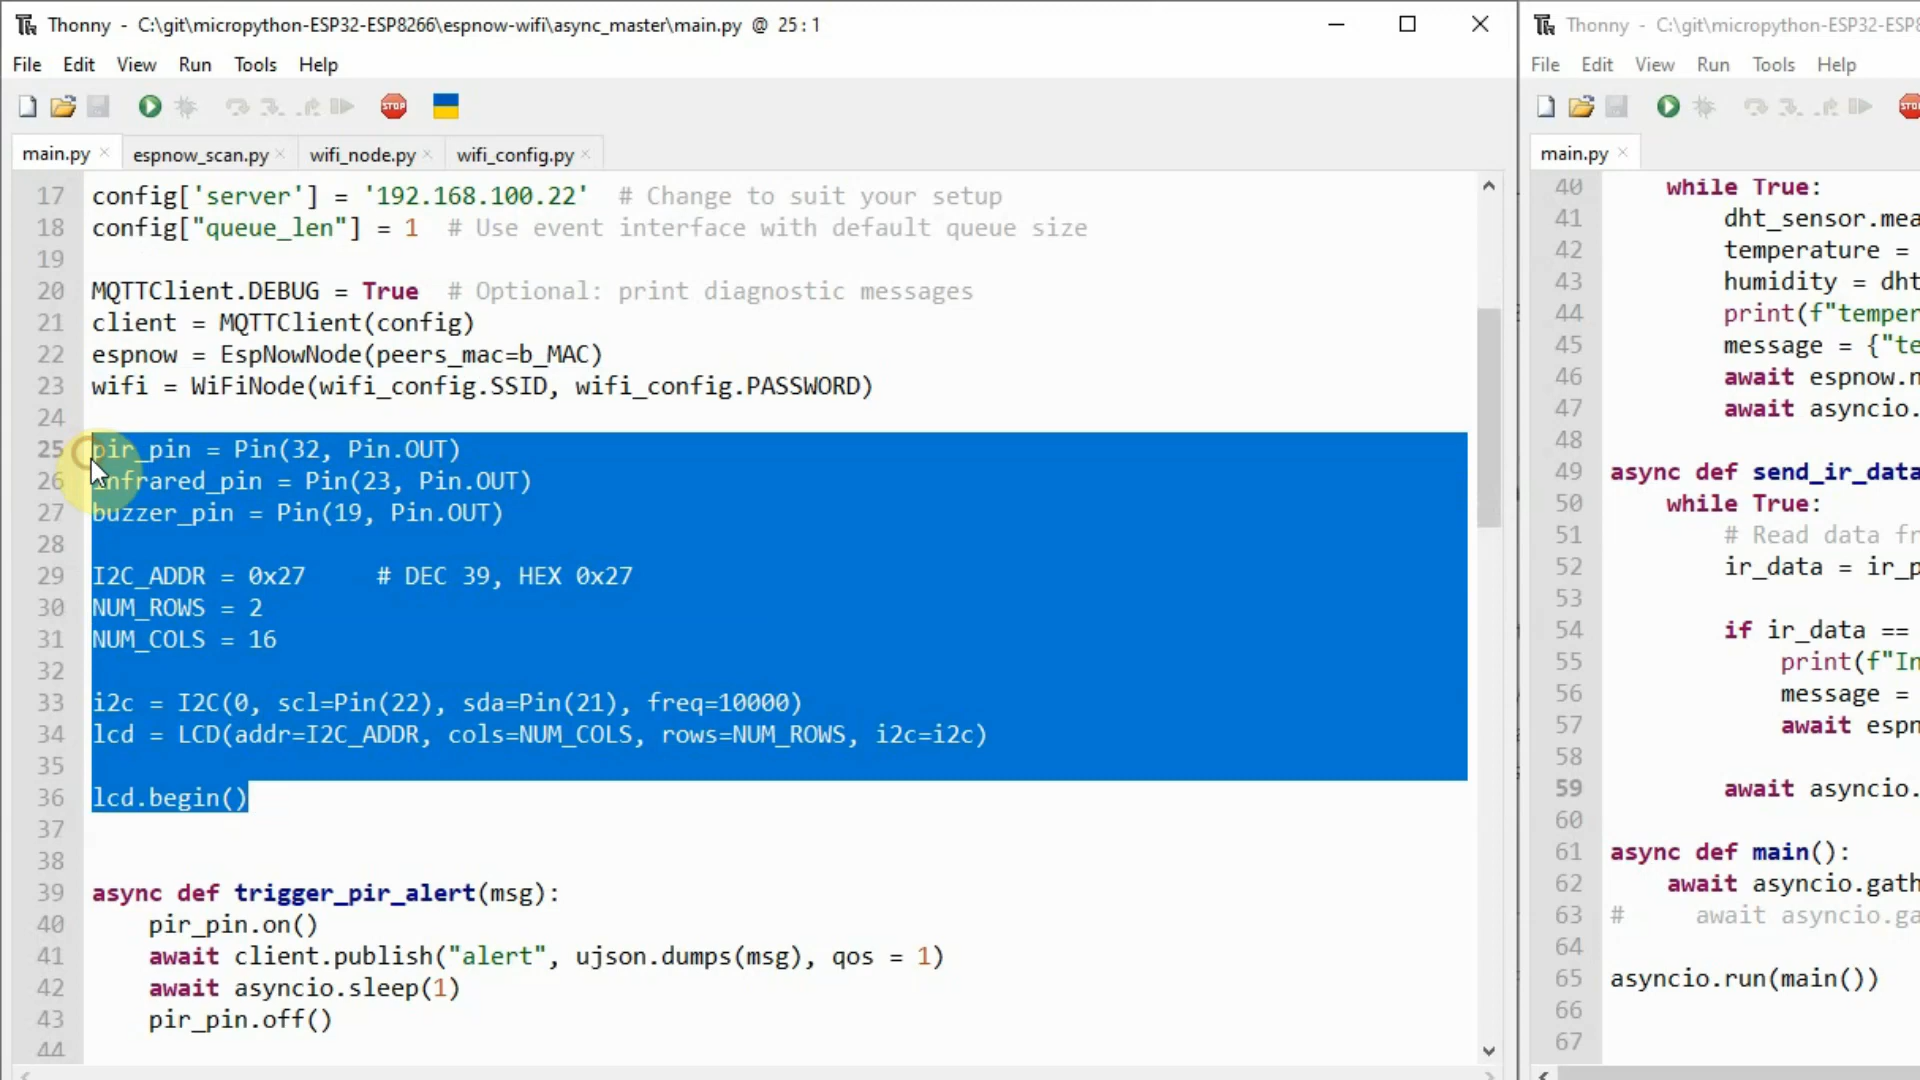 Thonny - C:\git\micropython-ESP32-ESP8266\espnow-wifi\async_master\main.py @ 25:1
File Edit View Run Tools Help
STOP
main.py espnow_scan.py wifi_node.py wifi_config.py
17 config['server'] = '192.168.100.22' # Change to suit your setup
18 config["queue_len"] = 1 # Use event interface with default queue size
19
20 MQTTClient.DEBUG = True # Optional: print diagnostic messages
21 client = MQTTClient(config)
22 espnow = EspNowNode(peers_mac=b_MAC)
23 wifi = WiFiNode(wifi_config.SSID, wifi_config.PASSWORD)
24
25 pir_pin = Pin(32, Pin.OUT)
26 infrared_pin = Pin(23, Pin.OUT)
27 buzzer_pin = Pin(19, Pin.OUT)
28
29 I2C_ADDR = 0x27 # DEC 39, HEX 0x27
30 NUM_ROWS = 2
31 NUM_COLS = 16
32
33 i2c = I2C(0, scl=Pin(22), sda=Pin(21), freq=10000)
34 lcd = LCD(addr=I2C_ADDR, cols=NUM_COLS, rows=NUM_ROWS, i2c=i2c)
35
36 lcd.begin()
37
38
39 async def trigger_pir_alert(msg):
40 pir_pin.on()
41 await client.publish("alert", ujson.dumps(msg), qos = 1)
42 await asyncio.sleep(1)
43 pir_pin.off()
44
Thonny - C:\git\micropython-ESP32-ESP8
File Edit View Run Tools Help
STO
main.py
40 while True:
41 dht_sensor.mea
42 temperature =
43 humidity = dht
44 print(f"temper
45 message = {"te
46 await espnow.n
47 await asyncio.
48
49 async def send_ir_data
50 while True:
51 # Read data fr
52 ir_data = ir_p
53
54 if ir_data ==
55 print(f"In
56 message =
57 await espn
58
59 await asyncio.
60
61 async def main():
62 await asyncio.gath
63 # await asyncio.ga
64
65 asyncio.run(main())
66
67